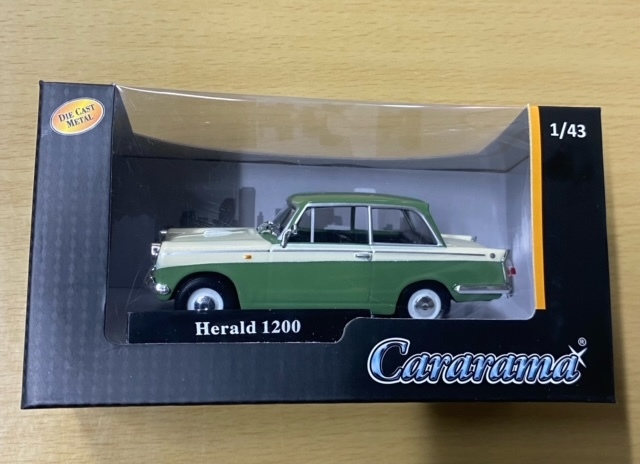 DIE CAST
METAL
1/43
Herald 1200
Cararama®